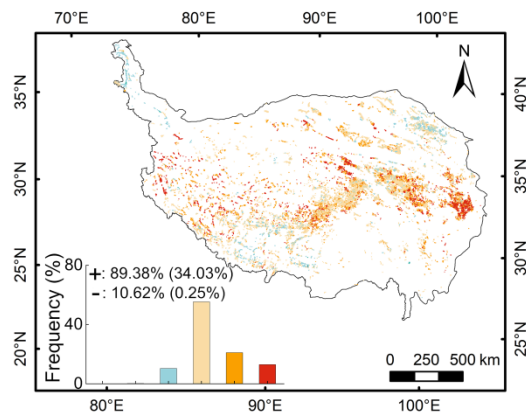 70°E 80°E 90°E 100°E
N
35°N
30°N
25°N
20°N
40°N
35°N
30°N
25°N
80
40
0
Frequency (%)
+: 89.38% (34.03%)
-: 10.62% (0.25%)
0 250 500 km
80°E 90°E 100°E